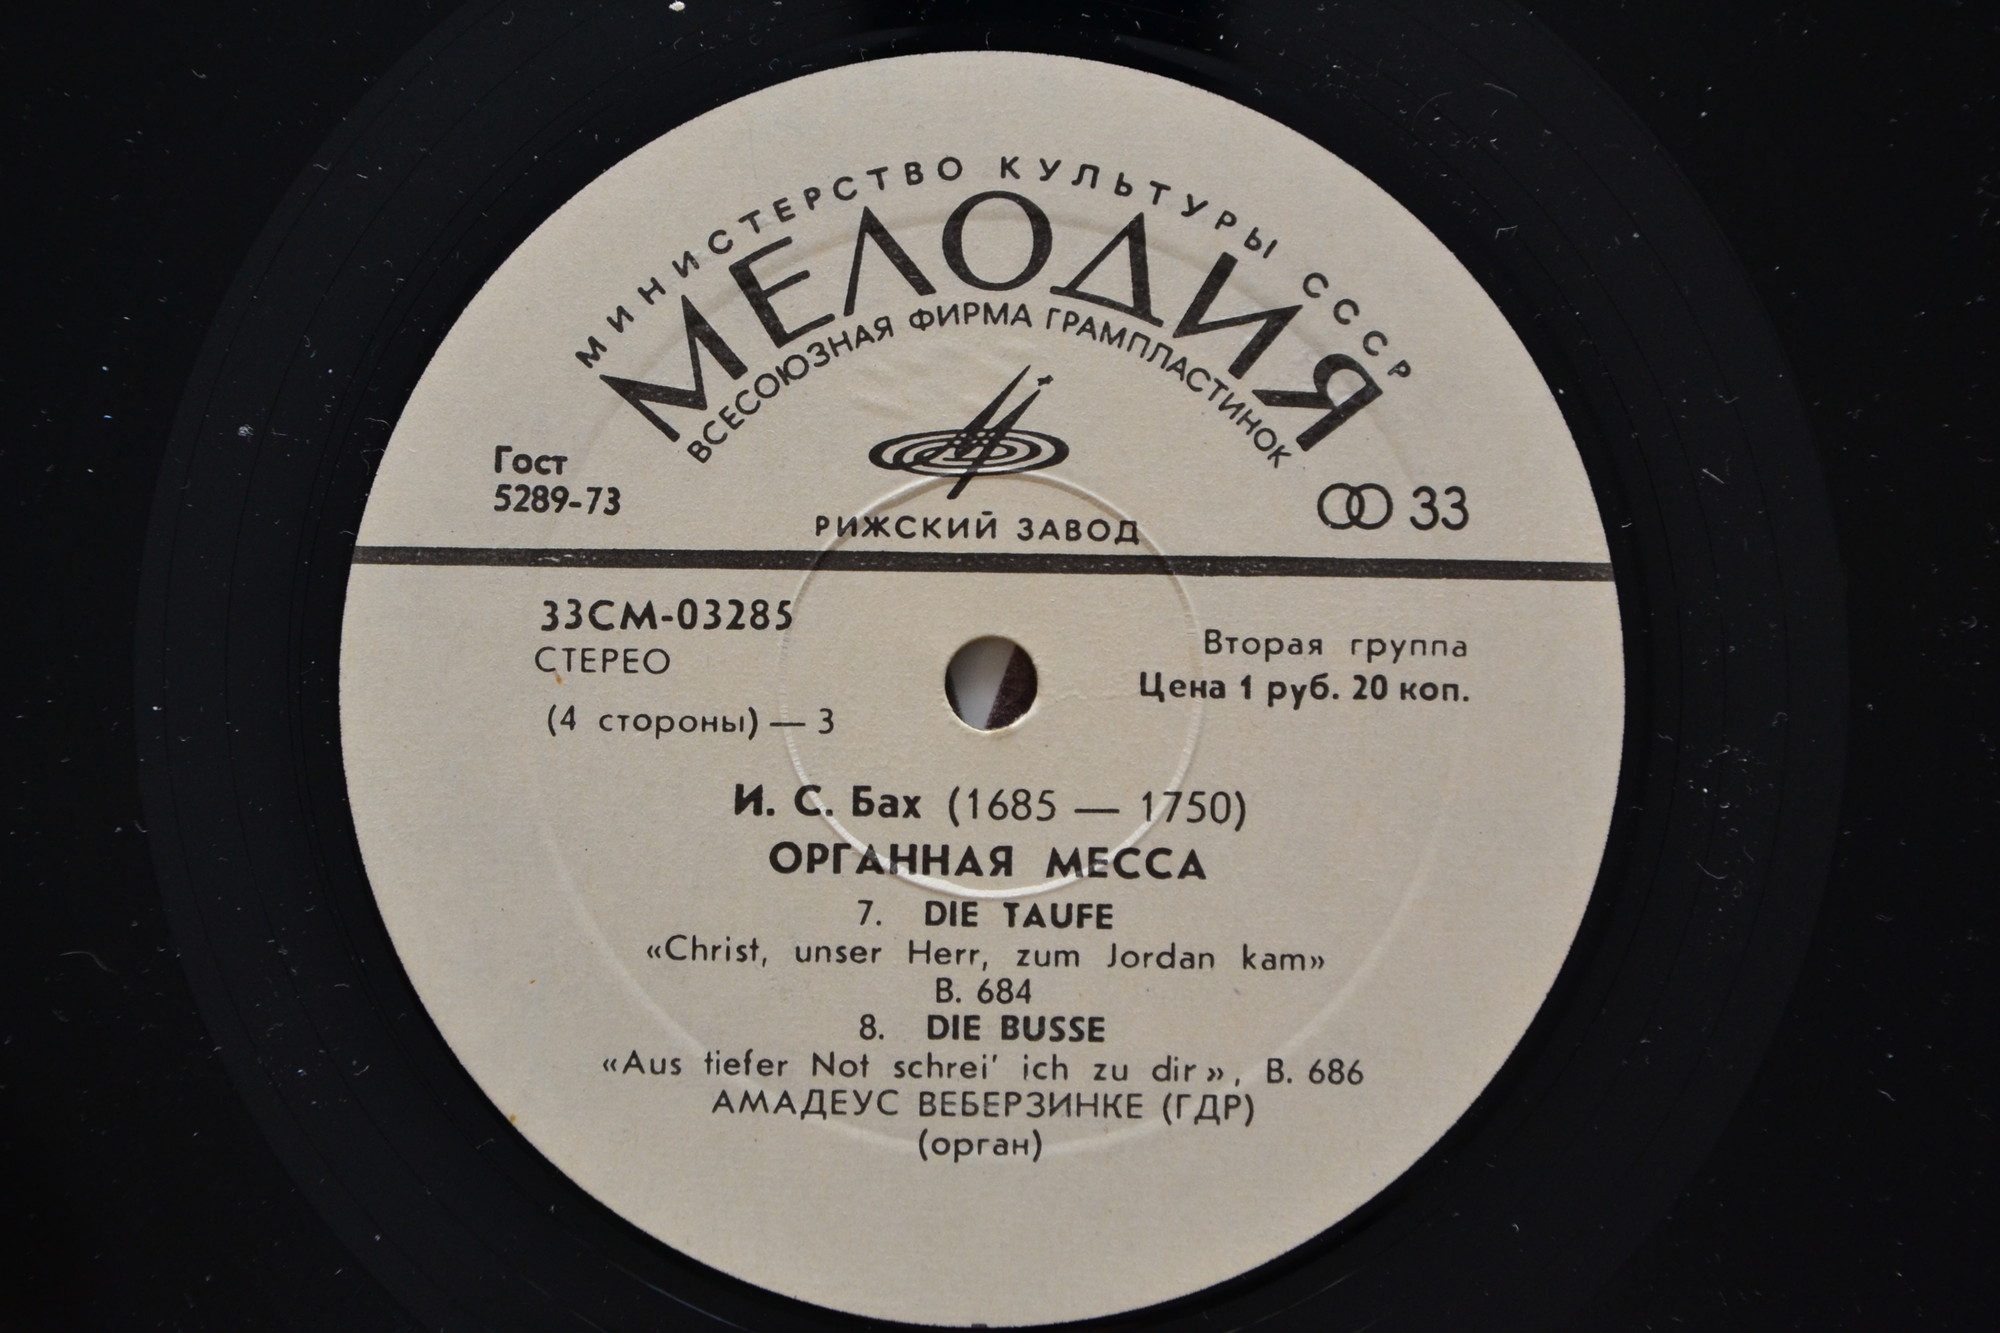 МИНИСТЕРСТВО КУЛЬТУРЫ СССР
МЕЛОДИЯ
ВСЕСОЮЗНАЯ ФИРМА ГРАМПЛАСТИНОК
Гост
5289-73
РИЖСКИЙ ЗАВОД
33
33СМ-03285
СТЕРЕО
(4 стороны) — 3
Вторая группа
Цена 1 руб. 20 коп.
И. С. Бах (1685 — 1750)
ОРГАННАЯ МЕССА
7. DIE TAUFE
«Christ, unser Herr, zum Jordan kam»
B. 684
8. DIE BUSSE
«Aus tiefer Not schrei' ich zu dir», B. 686
АМАДЕУС ВЕБЕРЗИНКЕ (ГДР)
(орган)